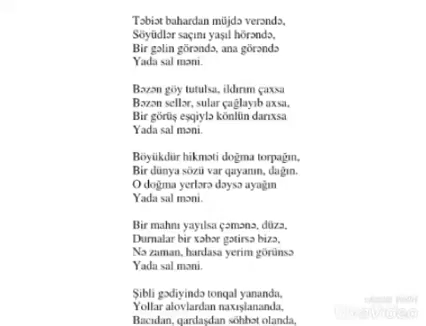 Təbiət bahardan müjdə verəndə,
Söyüdlər saçını yaşıl hörəndə,
Bir gəlin görəndə, ana görəndə
Yada sal məni.
Bəzən göy tutulsa, ildırım çaxsa
Bəzən sellər, sular çağlayıb axsa,
Bir görüş eşqiylə könlün darıxsa
Yada sal məni.
Böyükdür hikməti doğma torpağın,
Bir dünya sözü var qayanın, dağın.
O doğma yerlərə dəysə ayağın
Yada sal məni.
Bir mahnı yayılsa çəmənə, düzə,
Durnalar bir xəbər gətirsə bizə,
Nə zaman, hardasa yerim görünsə
Yada sal məni.
Şibli gədiyində tonqal yananda,
Yollar alovlardan naxışlananda,
Bacıdan, qardaşdan söhbət olanda,